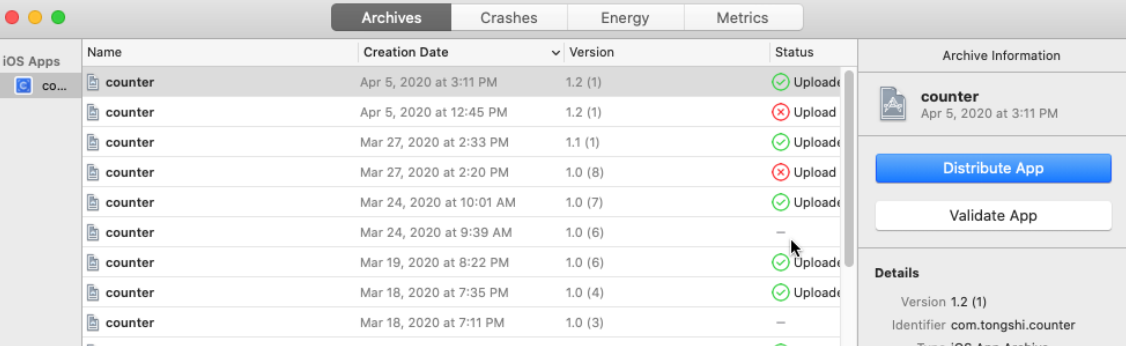 Archives Crashes Energy Metrics
iOS Apps
co...
Name Creation Date Version Status
counter Apr 5, 2020 at 3:11 PM 1.2 (1) Uploade
counter Apr 5, 2020 at 12:45 PM 1.2 (1) Upload
counter Mar 27, 2020 at 2:33 PM 1.1 (1) Uploade
counter Mar 27, 2020 at 2:20 PM 1.0 (8) Upload
counter Mar 24, 2020 at 10:01 AM 1.0 (7) Uploade
counter Mar 24, 2020 at 9:39 AM 1.0 (6) –
counter Mar 19, 2020 at 8:22 PM 1.0 (6) Uploade
counter Mar 18, 2020 at 7:35 PM 1.0 (4) Uploade
counter Mar 18, 2020 at 7:11 PM 1.0 (3) –
Archive Information
counter
Apr 5, 2020 at 3:11 PM
Distribute App
Validate App
Details
Version 1.2 (1)
Identifier com.tongshi.counter
Type iOS App Archive